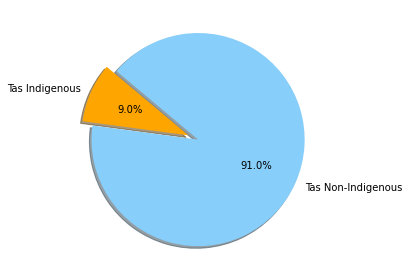 Tas Indigenous
9.0%
91.0%
Tas Non-Indigenous